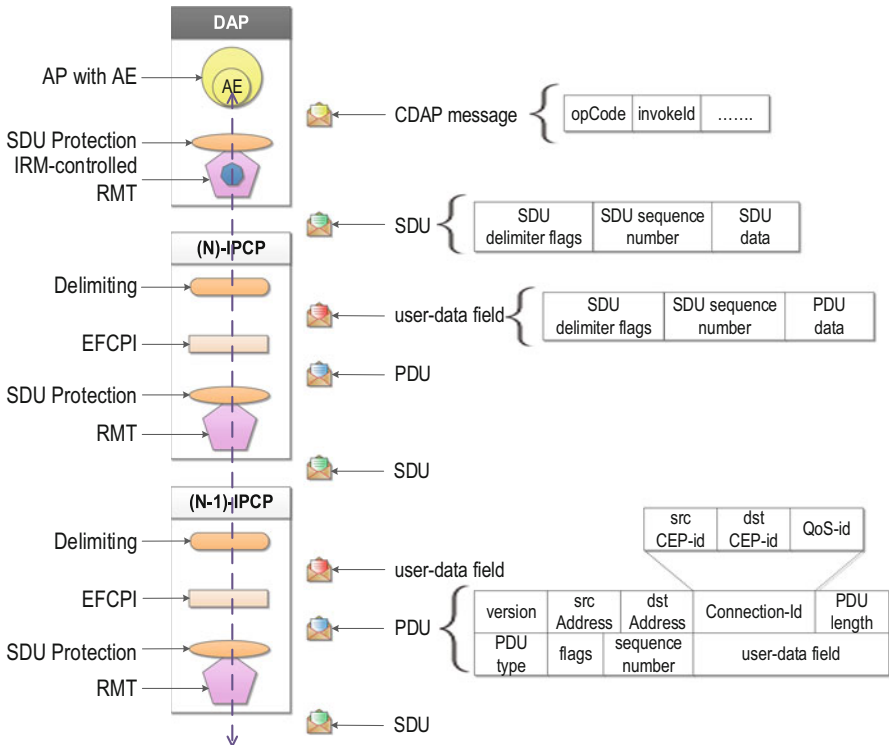 DAP
AP with AE
AE
CDAP message
opCode
invokeId
.......
SDU Protection
IRM-controlled
RMT
SDU
SDU
delimiter flags
SDU sequence
number
SDU
data
(N)-IPCP
Delimiting
user-data field
SDU
delimiter flags
SDU sequence
number
PDU
data
EFCPI
PDU
SDU Protection
RMT
SDU
(N-1)-IPCP
src
CEP-id
dst
CEP-id
QoS-id
Delimiting
user-data field
EFCPI
PDU
version
src
Address
dst
Address
Connection-Id
PDU
length
PDU
type
flags
sequence
number
user-data field
SDU Protection
RMT
SDU